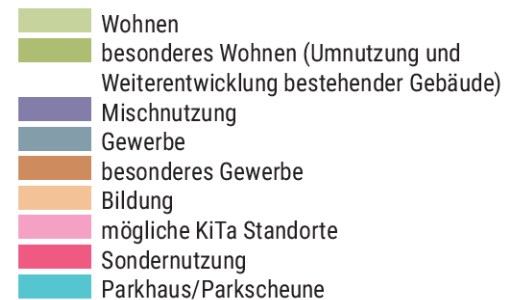 Wohnen
besonderes Wohnen (Umnutzung und
Weiterentwicklung bestehender Gebäude)
Mischnutzung
Gewerbe
besonderes Gewerbe
Bildung
mögliche KiTa Standorte
Sondernutzung
Parkhaus/Parkscheune